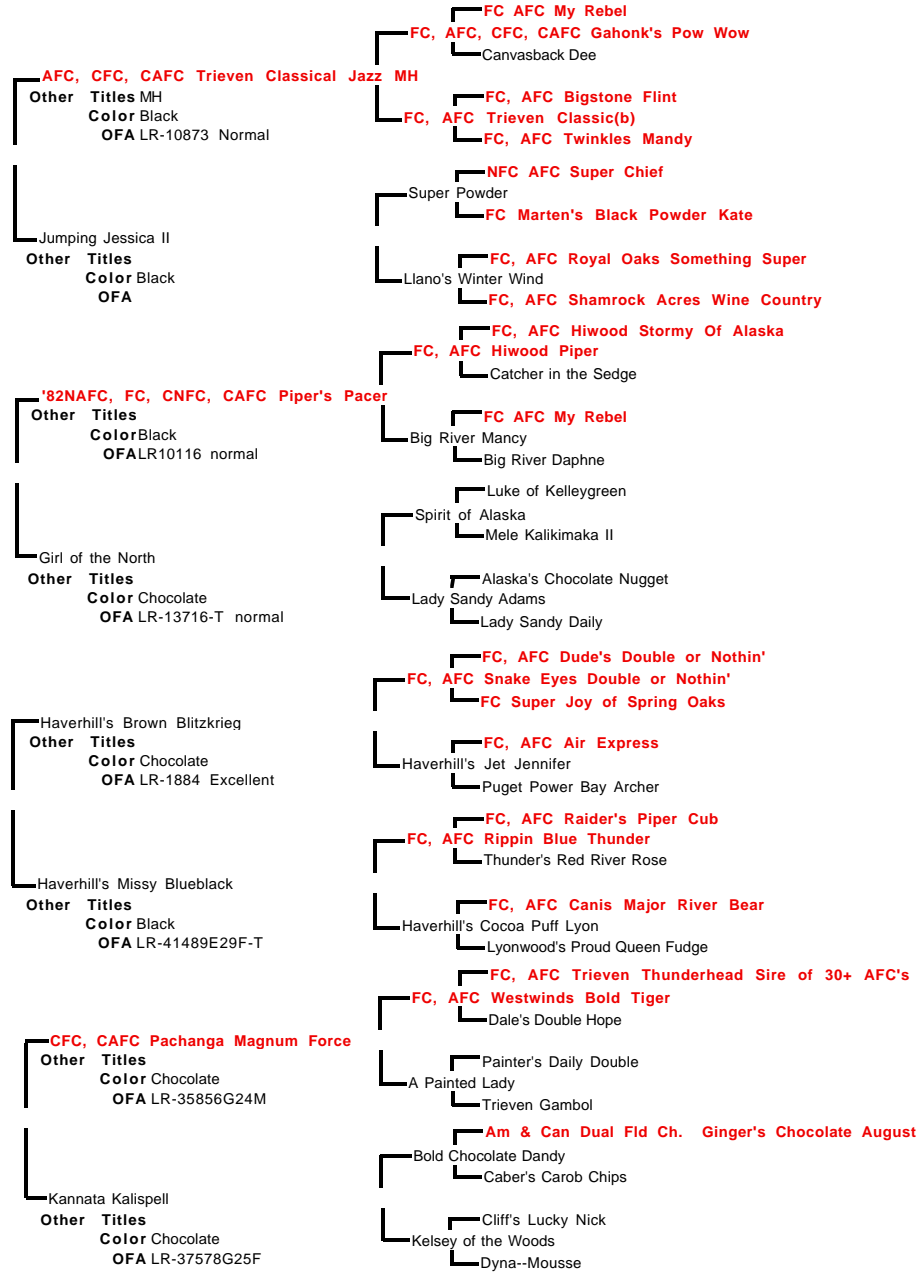 FC AFC My Rebel
FC, AFC, CFC, CAFC Gahonk's Pow Wow
Canvasback Dee
AFC, CFC, CAFC Trieven Classical Jazz MH
Other Titles MH
Color Black
OFA LR-10873 Normal
FC, AFC Bigstone Flint
FC, AFC Trieven Classic(b)
FC, AFC Twinkles Mandy
NFC AFC Super Chief
Super Powder
FC Marten's Black Powder Kate
Jumping Jessica II
Other Titles
Color Black
OFA
FC, AFC Royal Oaks Something Super
Llano's Winter Wind
FC, AFC Shamrock Acres Wine Country
FC, AFC Hiwood Stormy Of Alaska
FC, AFC Hiwood Piper
Catcher in the Sedge
'82NAFC, FC, CNFC, CAFC Piper's Pacer
Other Titles
Color Black
OFA LR10116 normal
FC AFC My Rebel
Big River Mancy
Big River Daphne
Luke of Kelleygreen
Spirit of Alaska
Mele Kalikimaka II
Girl of the North
Other Titles
Color Chocolate
OFA LR-13716-T normal
Alaska's Chocolate Nugget
Lady Sandy Adams
Lady Sandy Daily
FC, AFC Dude's Double or Nothin'
FC, AFC Snake Eyes Double or Nothin'
FC Super Joy of Spring Oaks
Haverhill's Brown Blitzkrieg
Other Titles
Color Chocolate
OFA LR-1884 Excellent
FC, AFC Air Express
Haverhill's Jet Jennifer
Puget Power Bay Archer
FC, AFC Raider's Piper Cub
FC, AFC Rippin Blue Thunder
Thunder's Red River Rose
Haverhill's Missy Blueblack
Other Titles
Color Black
OFA LR-41489E29F-T
FC, AFC Canis Major River Bear
Haverhill's Cocoa Puff Lyon
Lyonwood's Proud Queen Fudge
FC, AFC Trieven Thunderhead Sire of 30+ AFC's
FC, AFC Westwinds Bold Tiger
Dale's Double Hope
CFC, CAFC Pachanga Magnum Force
Other Titles
Color Chocolate
OFA LR-35856G24M
Painter's Daily Double
A Painted Lady
Trieven Gambol
Am & Can Dual Fld Ch. Ginger's Chocolate August
Bold Chocolate Dandy
Caber's Carob Chips
Kannata Kalispell
Other Titles
Color Chocolate
OFA LR-37578G25F
Cliff's Lucky Nick
Kelsey of the Woods
Dyna--Mousse